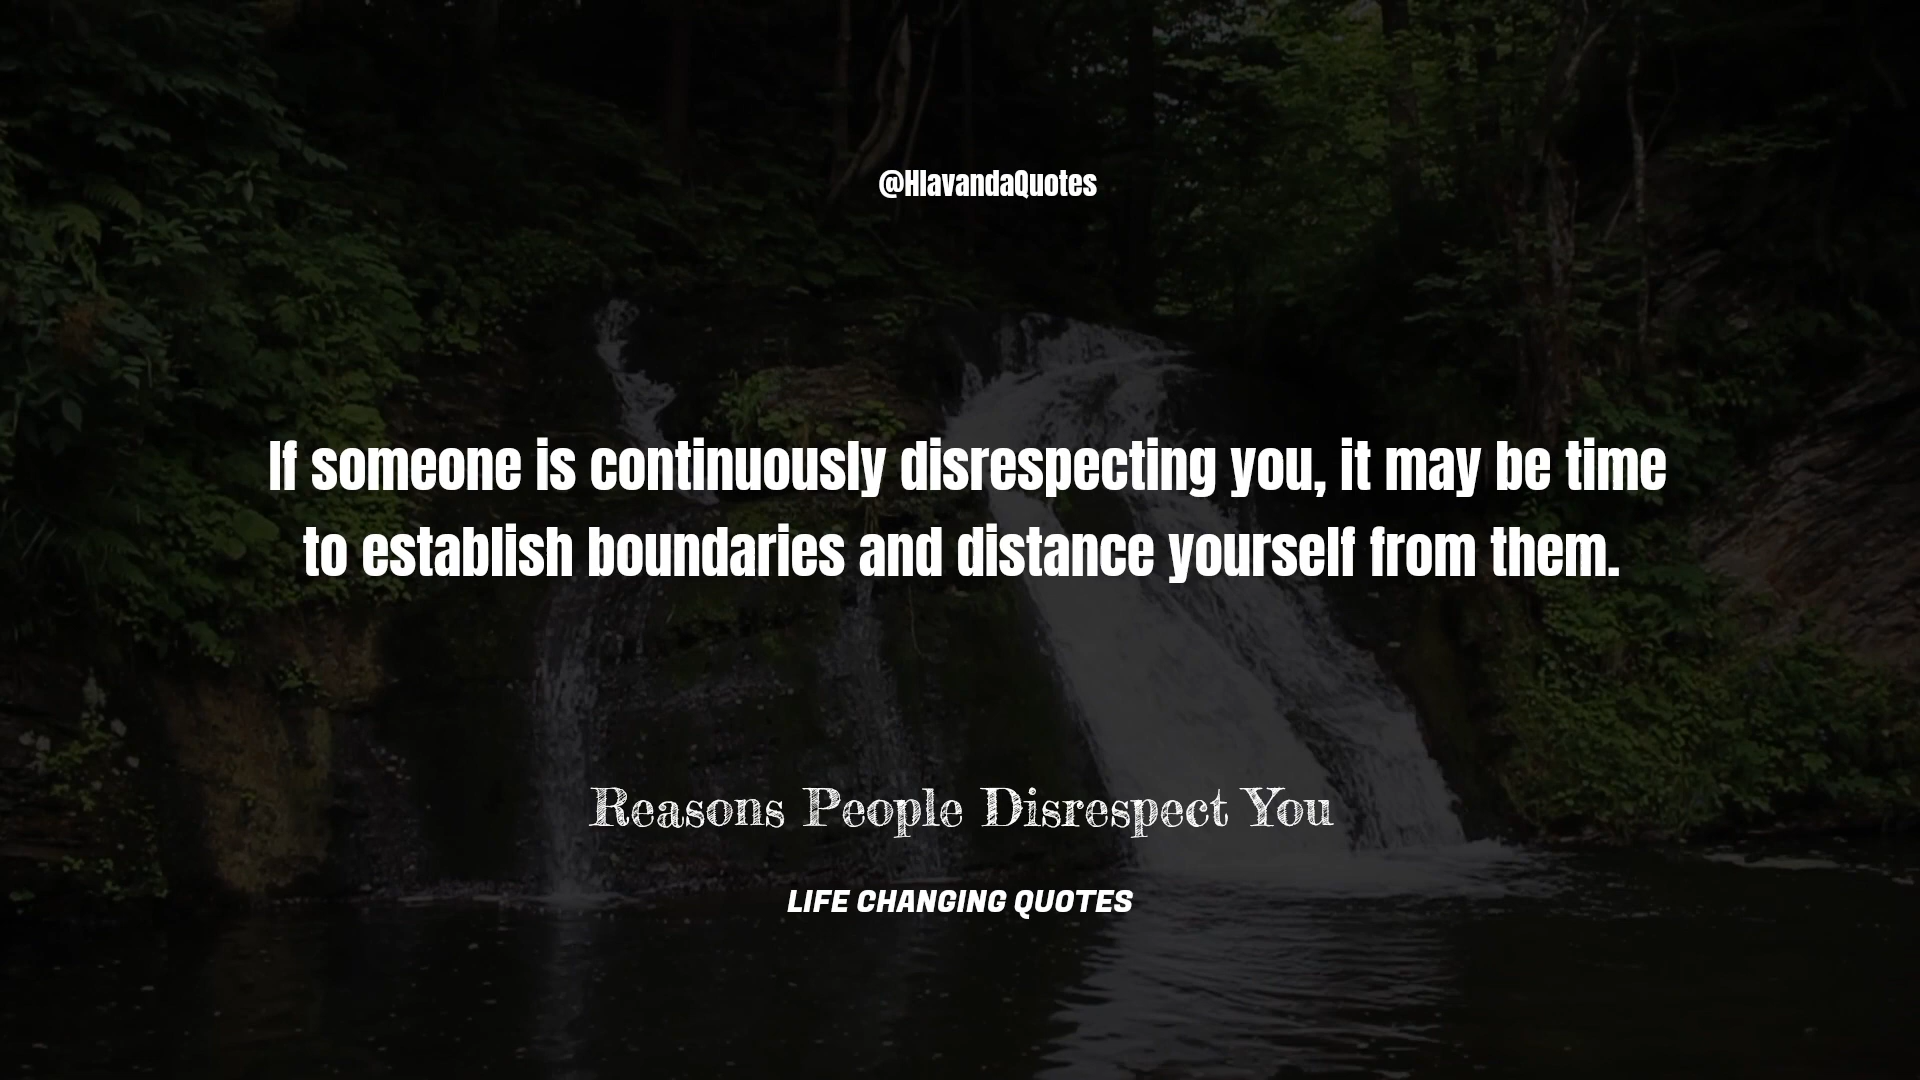 @HlavandaQuotes
If someone is continuously disrespecting you, it may be time
to establish boundaries and distance yourself from them.
Reasons People Disrespect You
LIFE CHANGING QUOTES